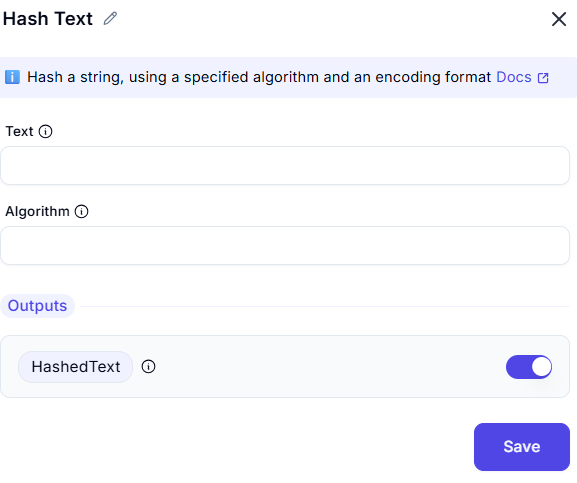 Hash Text
Hash a string, using a specified algorithm and an encoding format Docs
Text
Algorithm
Outputs
HashedText
Save